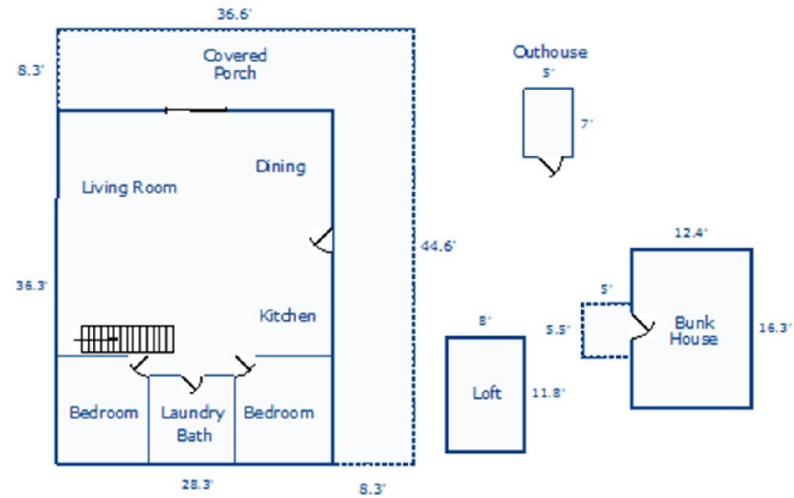 36.6'
Covered
Porch
8.3'
Outhouse
5'
7'
Dining
Living Room
44.6'
12.4'
36.3'
Kitchen
5'
5.5'
Bunk
House
16.3'
8'
Loft
11.8'
Bedroom
Laundry
Bath
Bedroom
28.3'
8.3'